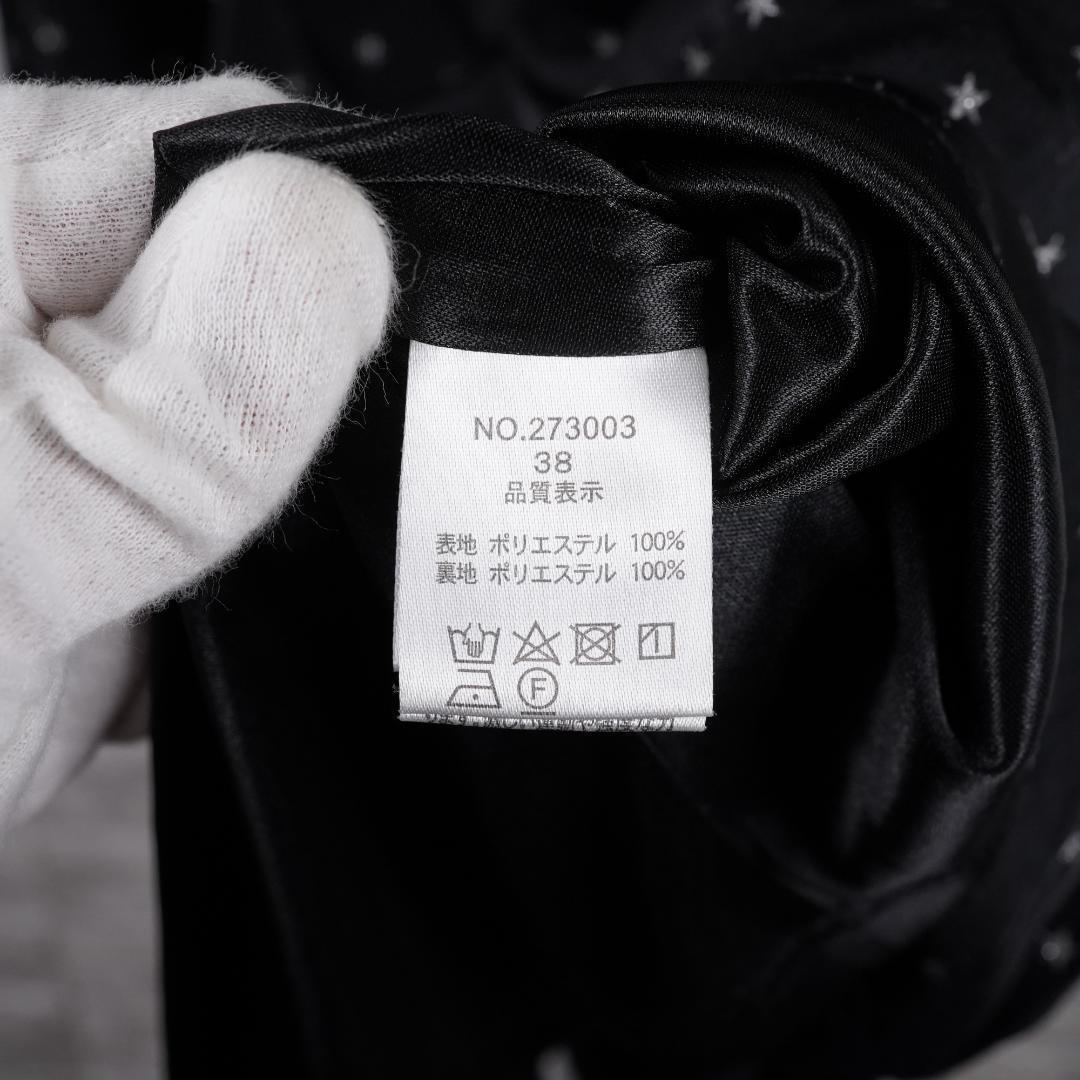 NO.273003
38
品質表示
表地 ポリエステル 100%
裏地 ポリエステル 100%
F